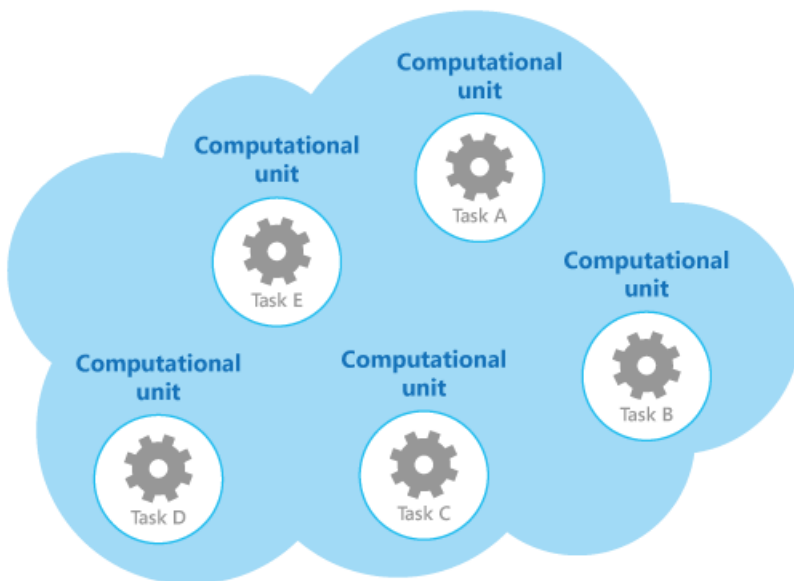 Computational
unit
Task A
Computational
unit
Task E
Computational
unit
Task B
Computational
unit
Task D
Computational
unit
Task C